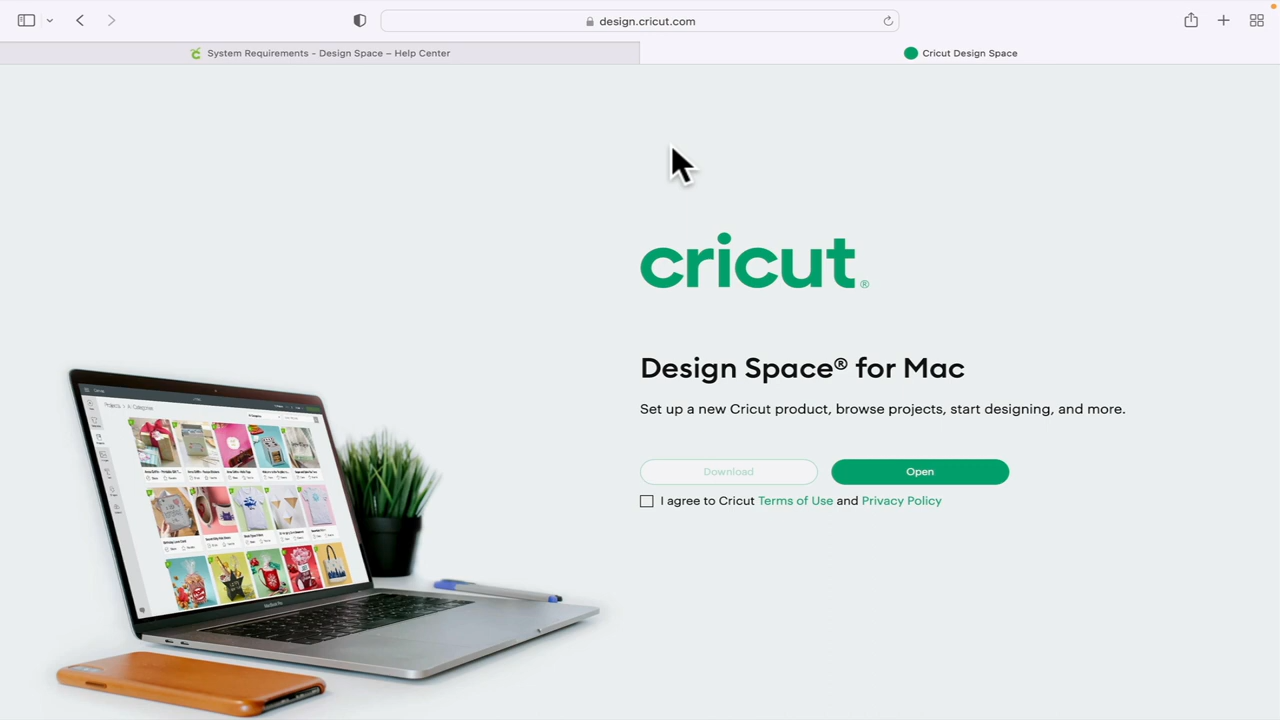 design.cricut.com
System Requirements - Design Space – Help Center
Cricut Design Space
cricut®
Design Space® for Mac
Set up a new Cricut product, browse projects, start designing, and more.
Download
Open
I agree to Cricut Terms of Use and Privacy Policy